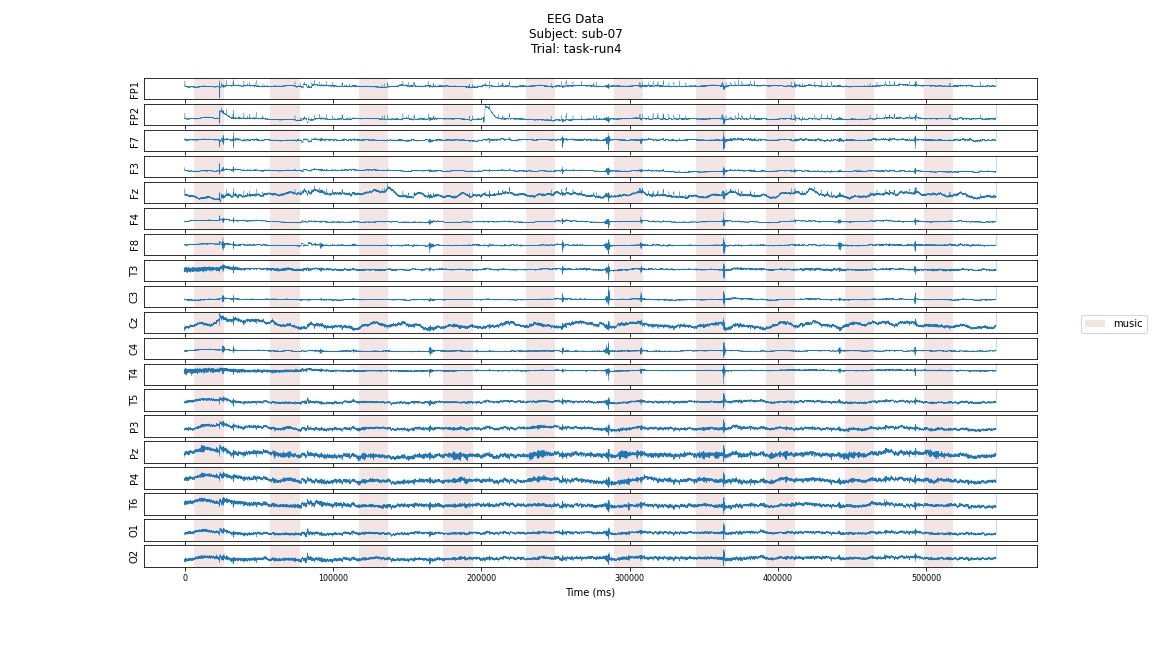 EEG Data
Subject: sub-07
Trial: task-run4
FP1
FP2
F7
F3
Fz
F4
F8
T3
C3
Cz
C4
T4
T5
P3
Pz
P4
T6
O1
O2
music
0 100000 200000 300000 400000 500000
Time (ms)